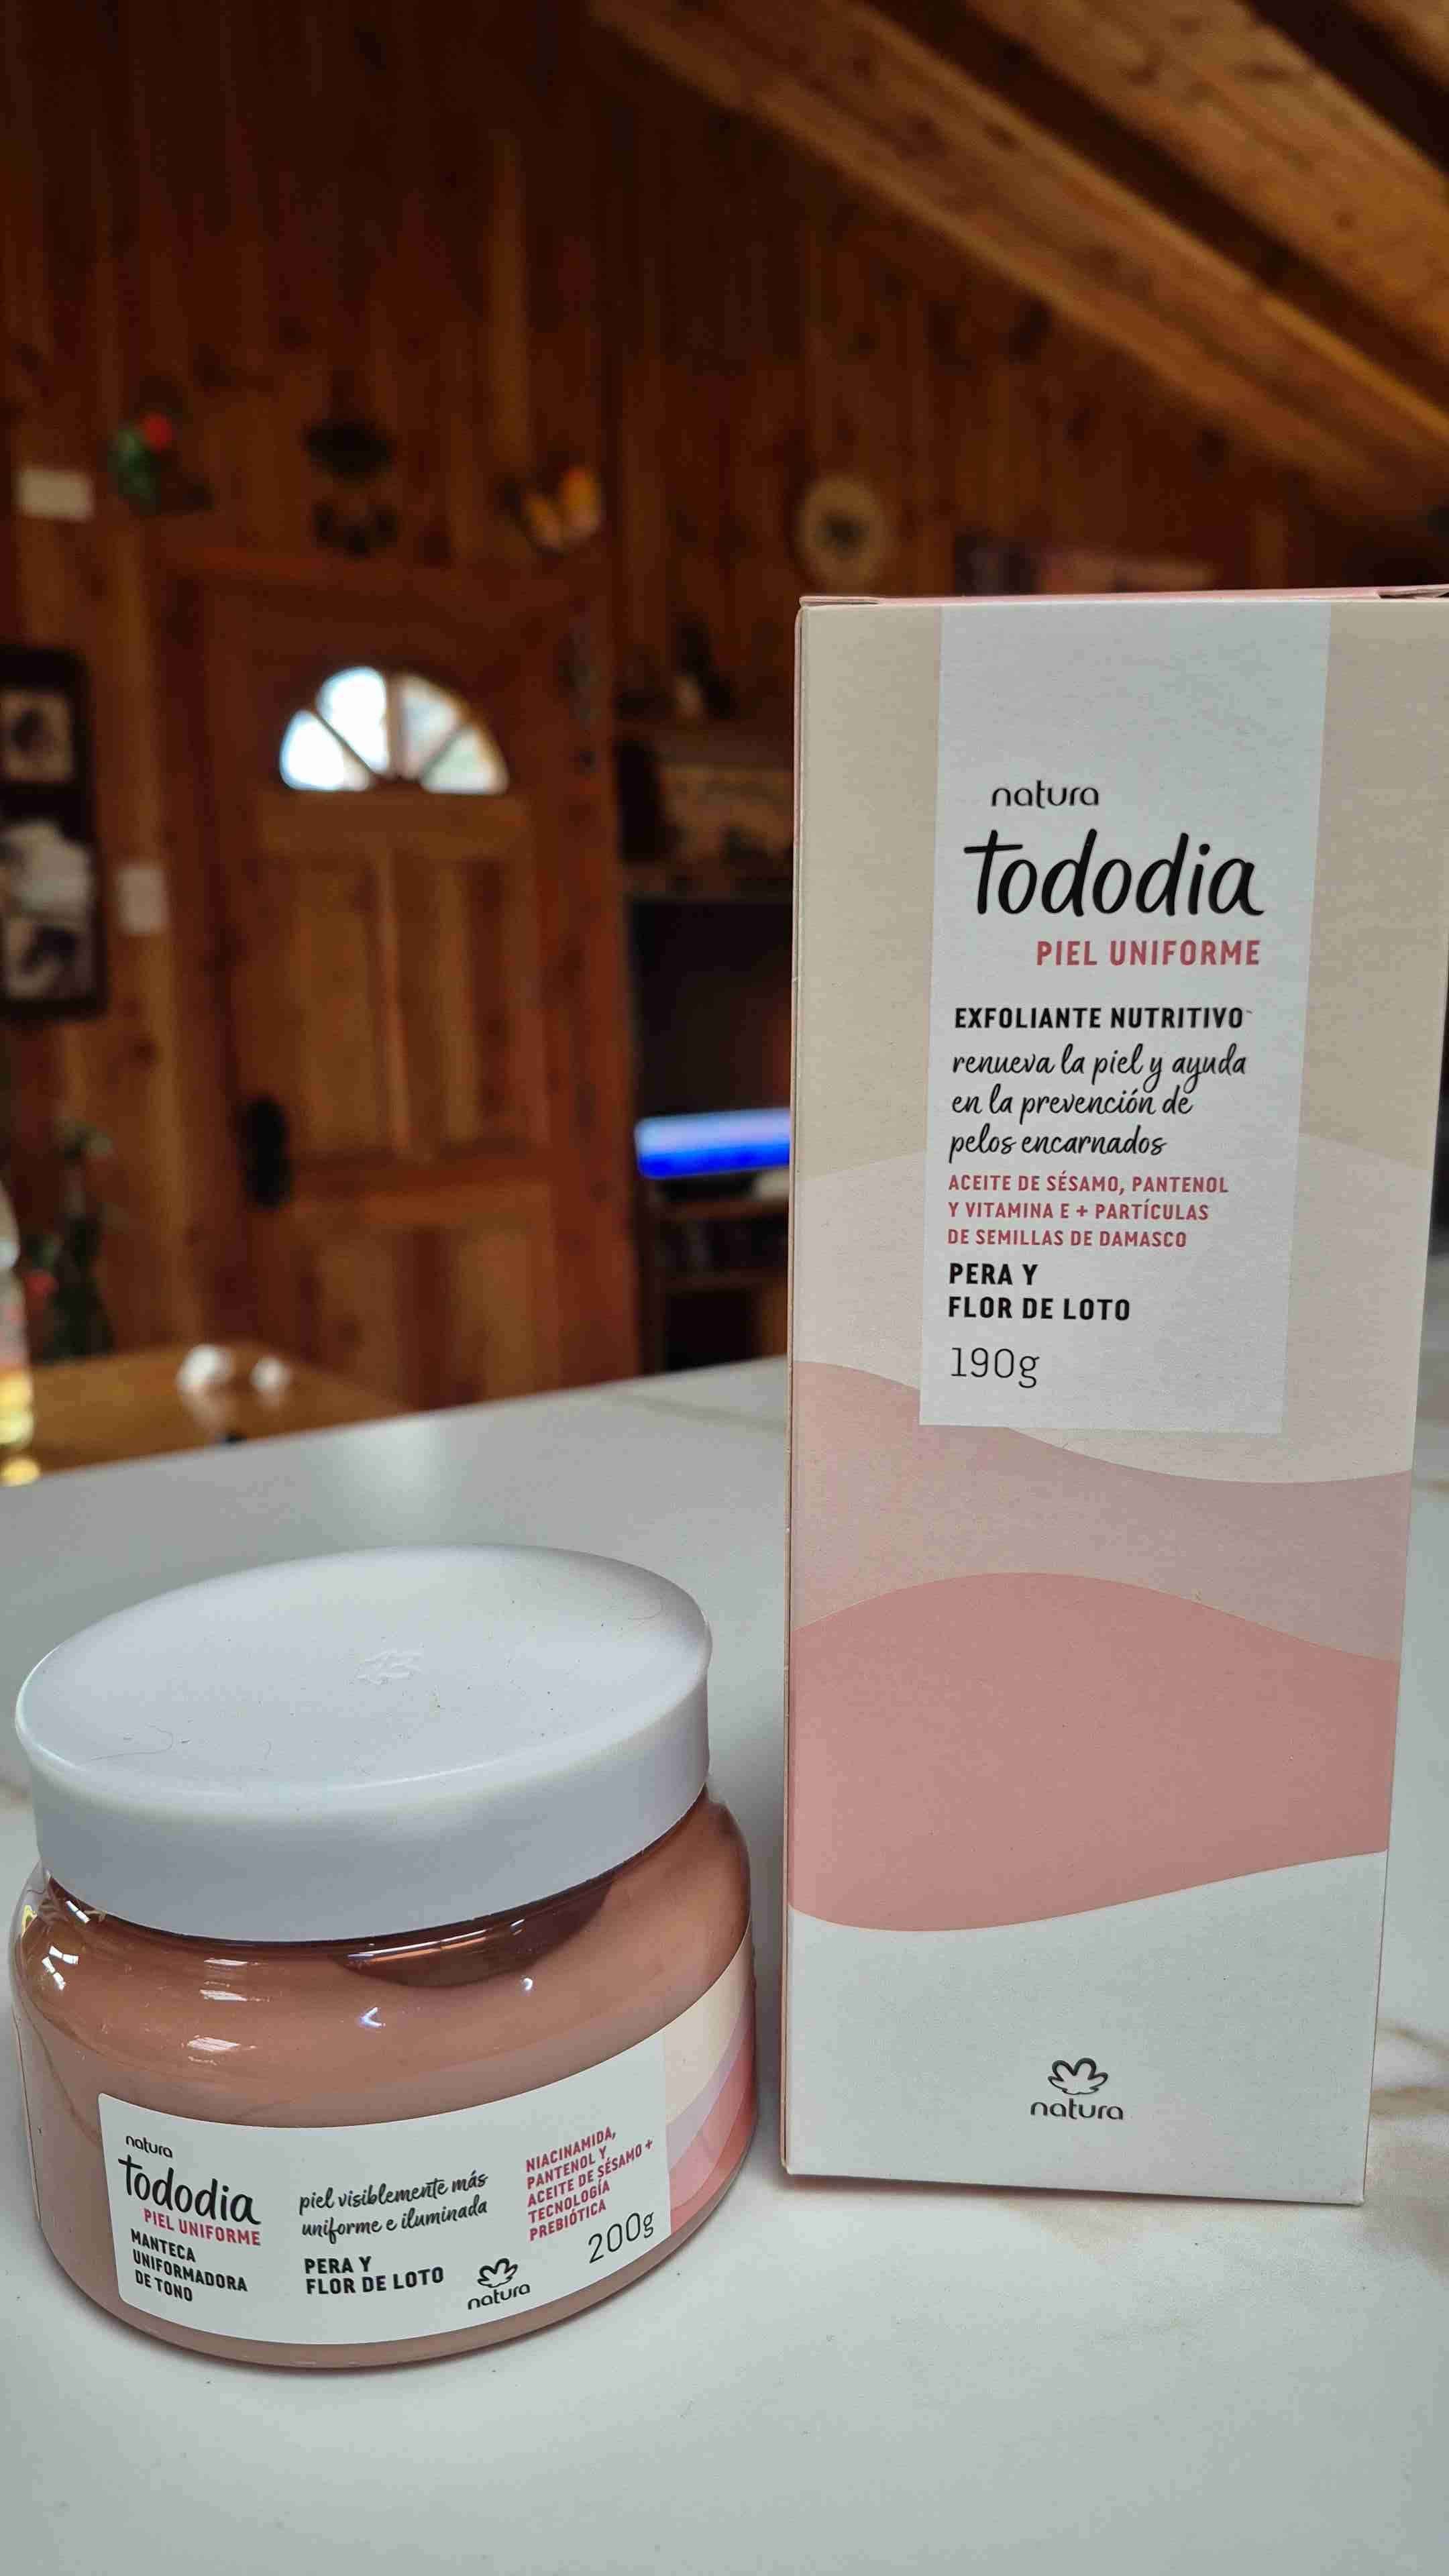 natura
tododia
PIEL UNIFORME
EXFOLIANTE NUTRITIVO
renueva la piel y ayuda
en la prevención de
pelos encarnados
ACEITE DE SÉSAMO, PANTENOL
Y VITAMINA E + PARTÍCULAS
DE SEMILLAS DE DAMASCO
PERA Y
FLOR DE LOTO
190g
natura
natura
tododia
PIEL UNIFORME
MANTECA
UNIFORMADORA
DE TONO
piel visiblemente más
uniforme e iluminada
PERA Y
FLOR DE LOTO
natura
NIACINAMIDA,
PANTENOL Y
ACEITE DE SÉSAMO +
TECNOLOGÍA
PREBIÓTICA
200g